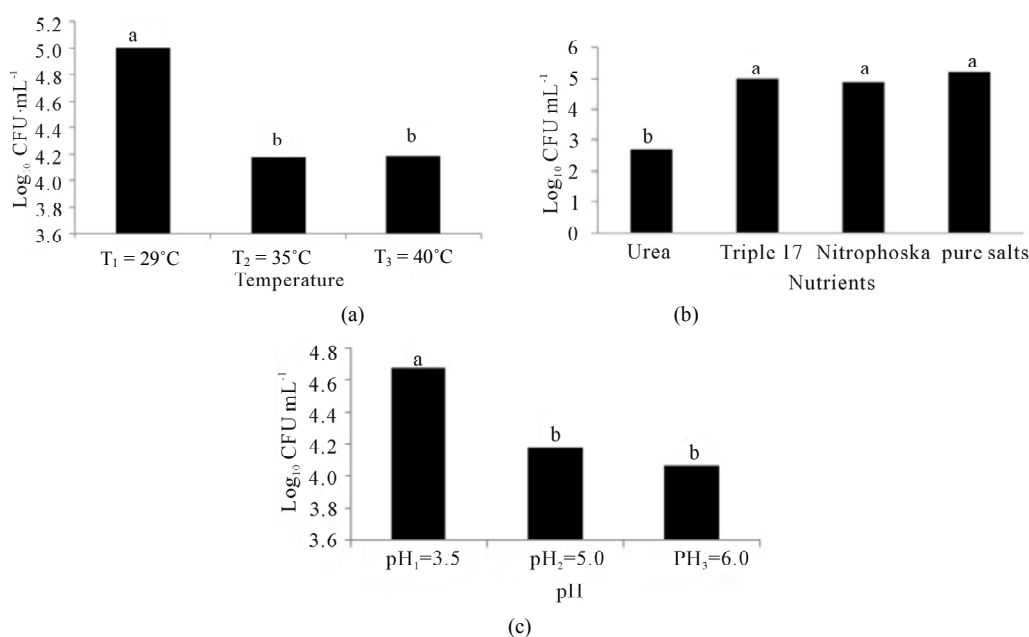 Log₁₀ CFU·mL⁻¹
5.2
5.0
4.8
4.6
4.4
4.2
4.0
3.8
3.6
a
b
b
T₁ = 29˚C
T₂ = 35˚C
T₃ = 40˚C
Temperature
(a)
Log₁₀ CFU mL⁻¹
6
5
4
3
2
1
0
b
a
a
a
Urea
Triple 17
Nitrophoska
purc salts
Nutrients
(b)
Log₁₀ CFU mL⁻¹
4.8
4.6
4.4
4.2
4.0
3.8
3.6
a
b
b
pH₁=3.5
pH₂=5.0
PH₃=6.0
pII
(c)